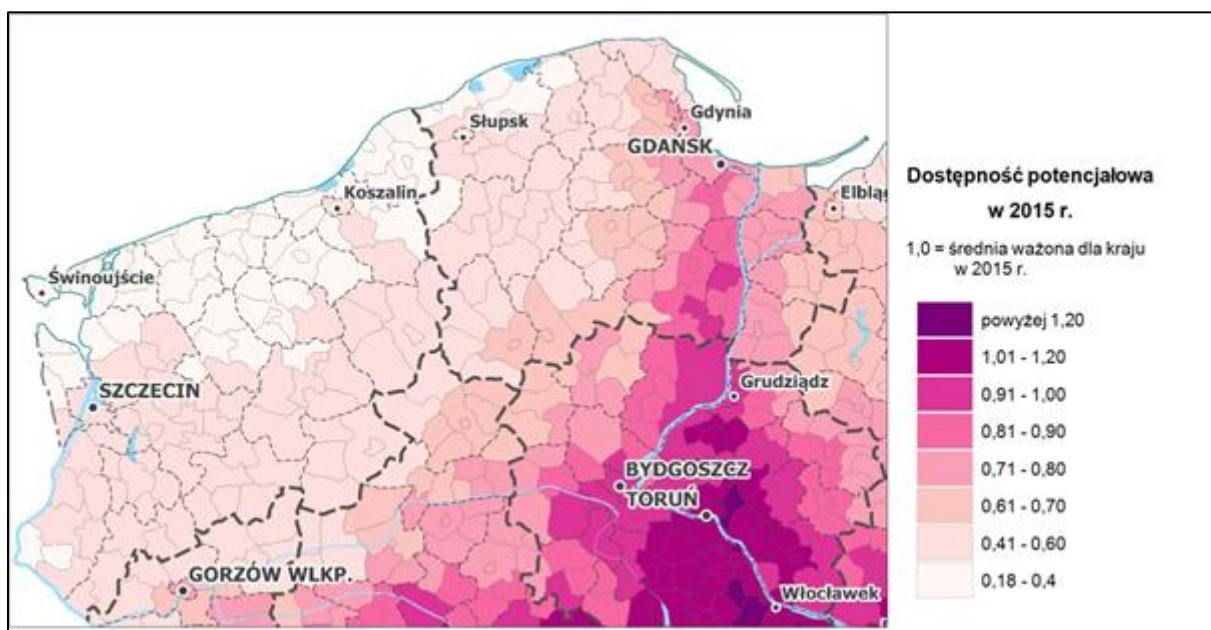 Gdynia
Słupsk
GDAŃSK
Koszalin
Elbląg
Świnoujście
SZCZECIN
Grudziądz
BYDGOSZCZ
TORUŃ
GORZÓW WLKP.
Włocławek
Dostępność potencjałowa
w 2015 r.
1,0 = średnia ważona dla kraju
w 2015 r.
powyżej 1,20
1,01 - 1,20
0,91 - 1,00
0,81 - 0,90
0,71 - 0,80
0,61 - 0,70
0,41 - 0,60
0,18 - 0,4